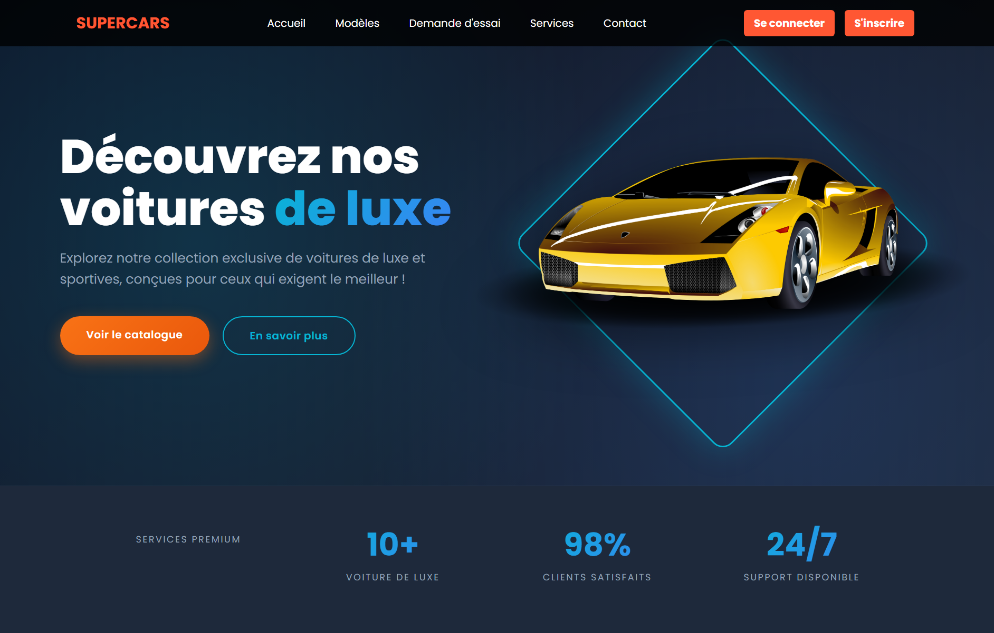 SUPERCARS
Accueil
Modèles
Demande d'essai
Services
Contact
Se connecter
S'inscrire
Découvrez nos
voitures de luxe
Explorez notre collection exclusive de voitures de luxe et
sportives, conçues pour ceux qui exigent le meilleur !
Voir le catalogue
En savoir plus
SERVICES PREMIUM
10+
VOITURE DE LUXE
98%
CLIENTS SATISFAITS
24/7
SUPPORT DISPONIBLE